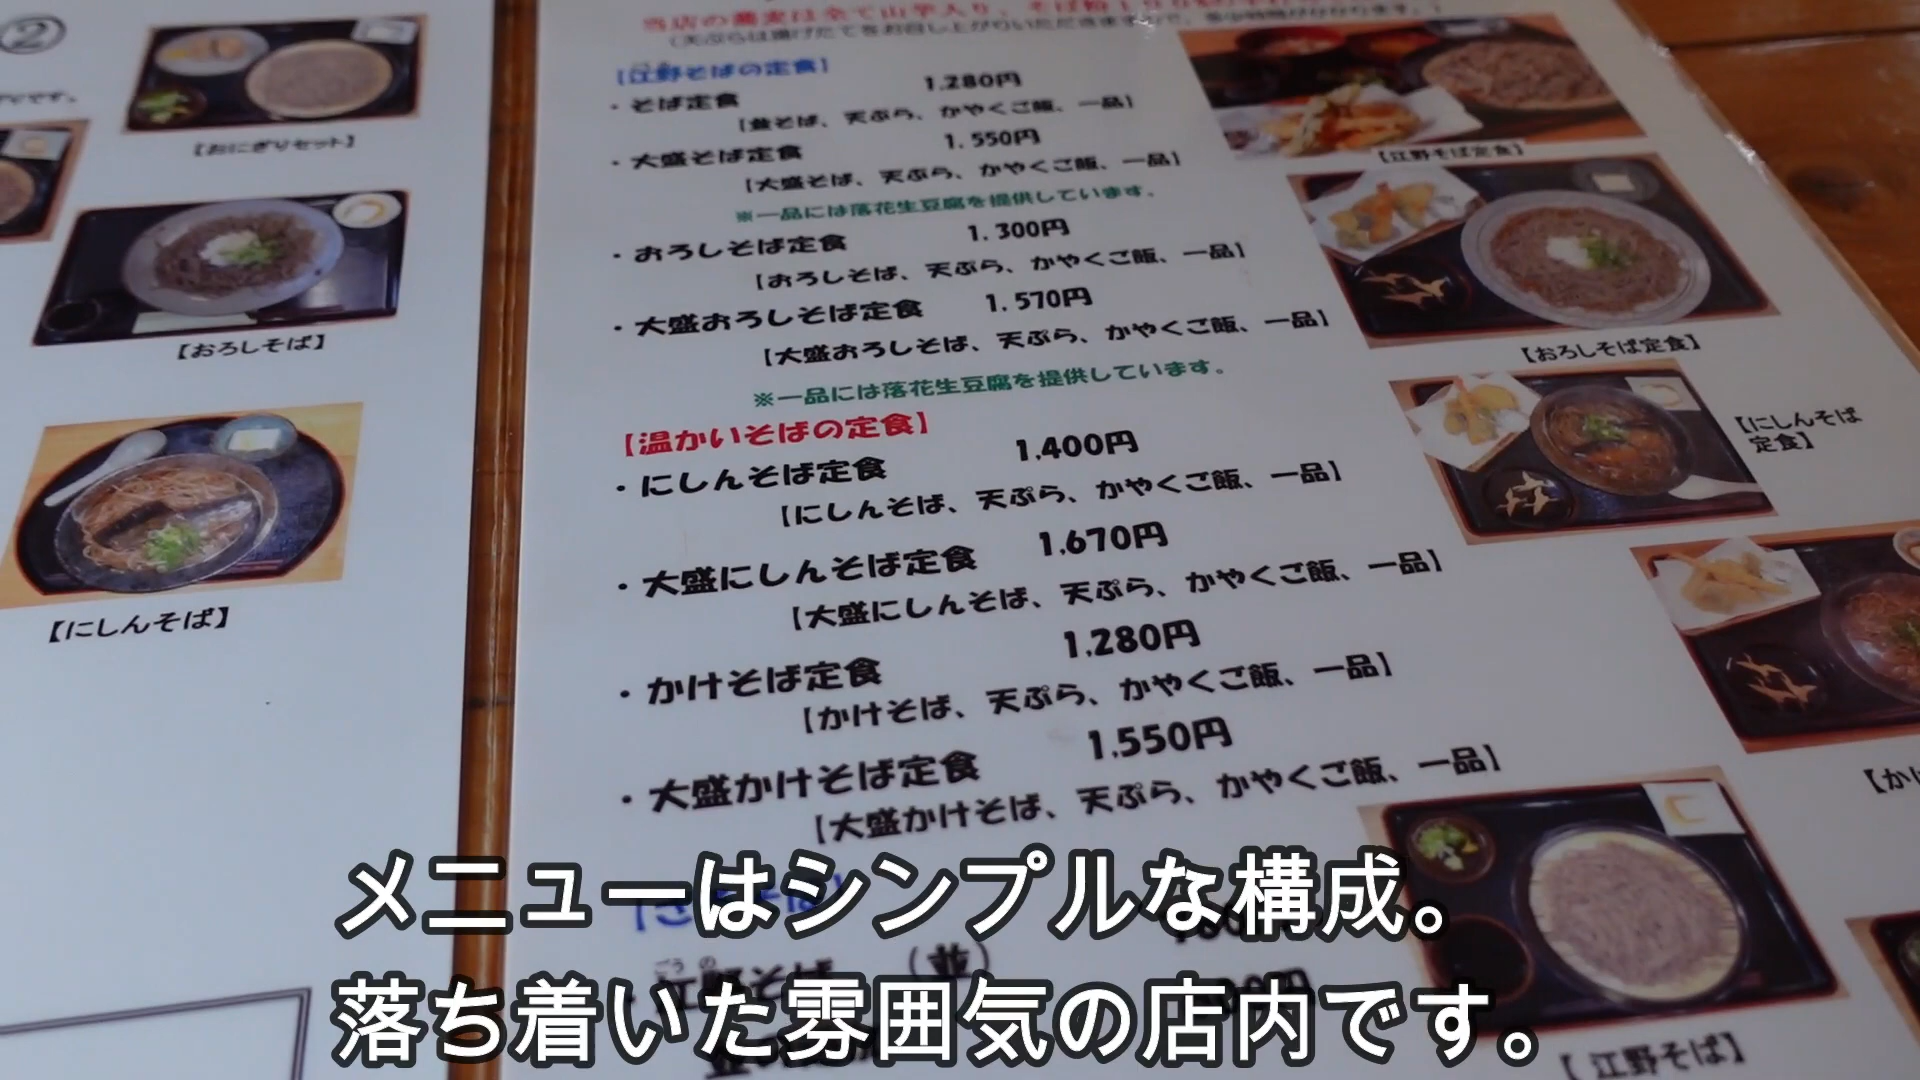 ②
【おにぎりセット】
【おろしそば】
【にしんそば】
【江野そばの定食】
・そば定食 1.280円
【並そば、天ぷら、かやくご飯、一品】
・大盛そば定食 1.550円
【大盛そば、天ぷら、かやくご飯、一品】
※一品には落花生豆腐を提供しています。
・おろしそば定食 1.300円
【おろしそば、天ぷら、かやくご飯、一品】
・大盛おろしそば定食 1.570円
【大盛おろしそば、天ぷら、かやくご飯、一品】
※一品には落花生豆腐を提供しています。
【温かいそばの定食】
・にしんそば定食 1.400円
【にしんそば、天ぷら、かやくご飯、一品】
・大盛にしんそば定食 1.670円
【大盛にしんそば、天ぷら、かやくご飯、一品】
・かけそば定食 1.280円
【かけそば、天ぷら、かやくご飯、一品】
・大盛かけそば定食 1.550円
【大盛かけそば、天ぷら、かやくご飯、一品】
江野そば （並）
【江野そば定食】
【おろしそば定食】
【にしんそば
定食】
【江野そば】
メニューはシンプルな構成。
落ち着いた雰囲気の店内です。